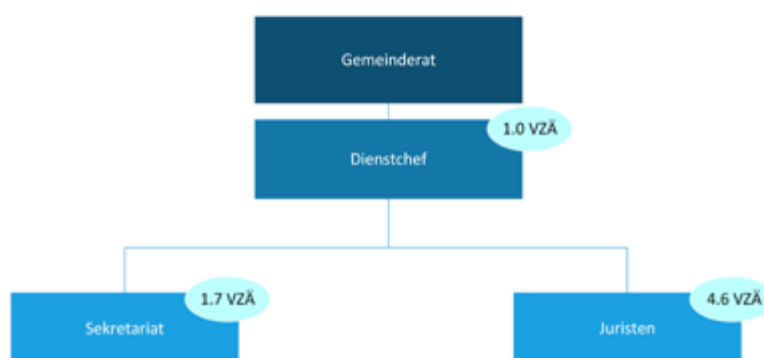 Gemeinderat
1.0 VZÄ
Dienstchef
1.7 VZÄ
Sekretariat
4.6 VZÄ
Juristen